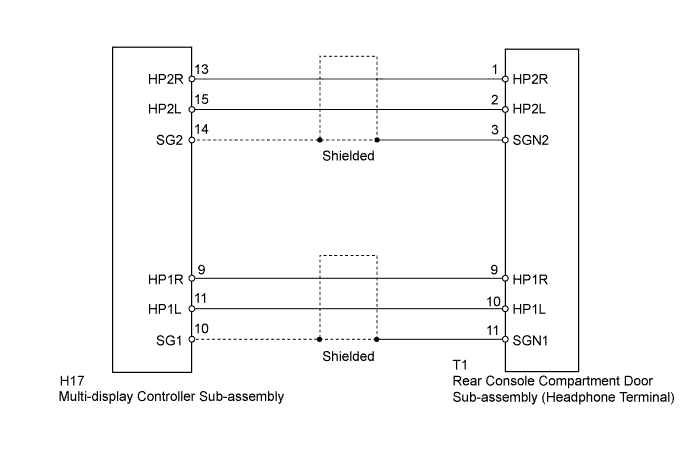 13 1
HP2R HP2R
15 2
HP2L HP2L
14 3
SG2 SGN2
Shielded
9 9
HP1R HP1R
11 10
HP1L HP1L
10 11
SG1 SGN1
Shielded
H17
Multi-display Controller Sub-assembly
T1
Rear Console Compartment Door
Sub-assembly (Headphone Terminal)